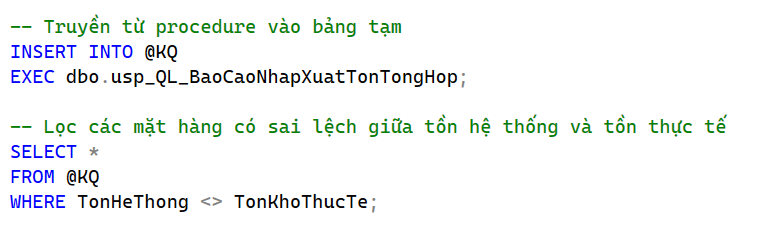 -- Truyền từ procedure vào bảng tạm
INSERT INTO @KQ
EXEC dbo.usp_QL_BaoCaoNhapXuatTonTongHop;
-- Lọc các mặt hàng có sai lệch giữa tồn hệ thống và tồn thực tế
SELECT *
FROM @KQ
WHERE TonHeThong <> TonKhoThucTe;